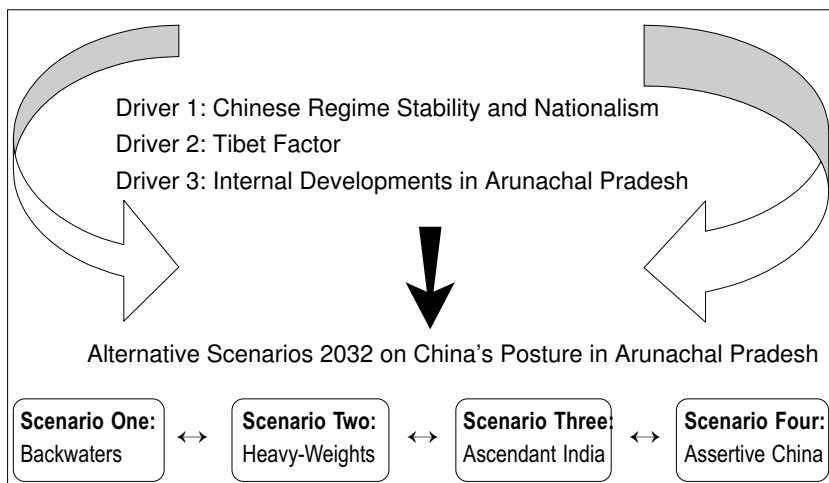 Driver 1: Chinese Regime Stability and Nationalism
Driver 2: Tibet Factor
Driver 3: Internal Developments in Arunachal Pradesh
Alternative Scenarios 2032 on China's Posture in Arunachal Pradesh
Scenario One:
Backwaters
Scenario Two:
Heavy-Weights
Scenario Three:
Ascendant India
Scenario Four:
Assertive China